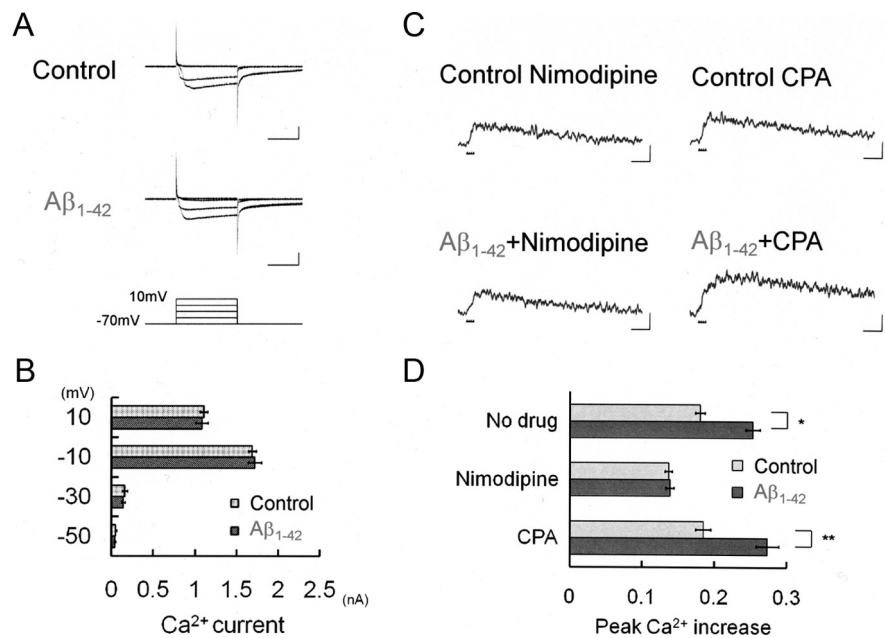 A
Control
Aβ1-42
10mV
-70mV
B
(mV)
10
-10
-30
-50
Control
Aβ1-42
0 0.5 1 1.5 2 2.5 (nA)
Ca2+ current
C
Control Nimodipine
Control CPA
Aβ1-42+Nimodipine
Aβ1-42+CPA
D
No drug
*
Nimodipine
Control
Aβ1-42
CPA
**
0 0.1 0.2 0.3
Peak Ca2+ increase